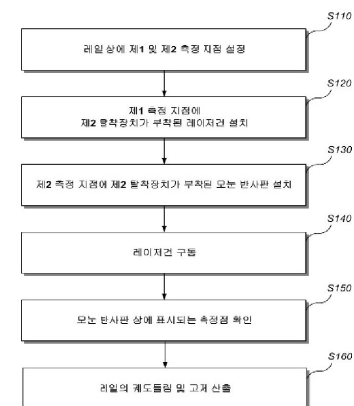 S110
레일 상에 제1 및 제2 측정 지점 설정
S120
제1 측정 지점에
제2 탈착장치가 부착된 레이저건 설치
S130
제2 측정 지점에 제2 탈착장치가 부착된 모눈 반사판 설치
S140
레이저건 구동
S150
모눈 반사판 상에 표시되는 측정점 확인
S160
레일의 궤도틀림 및 고저 산출